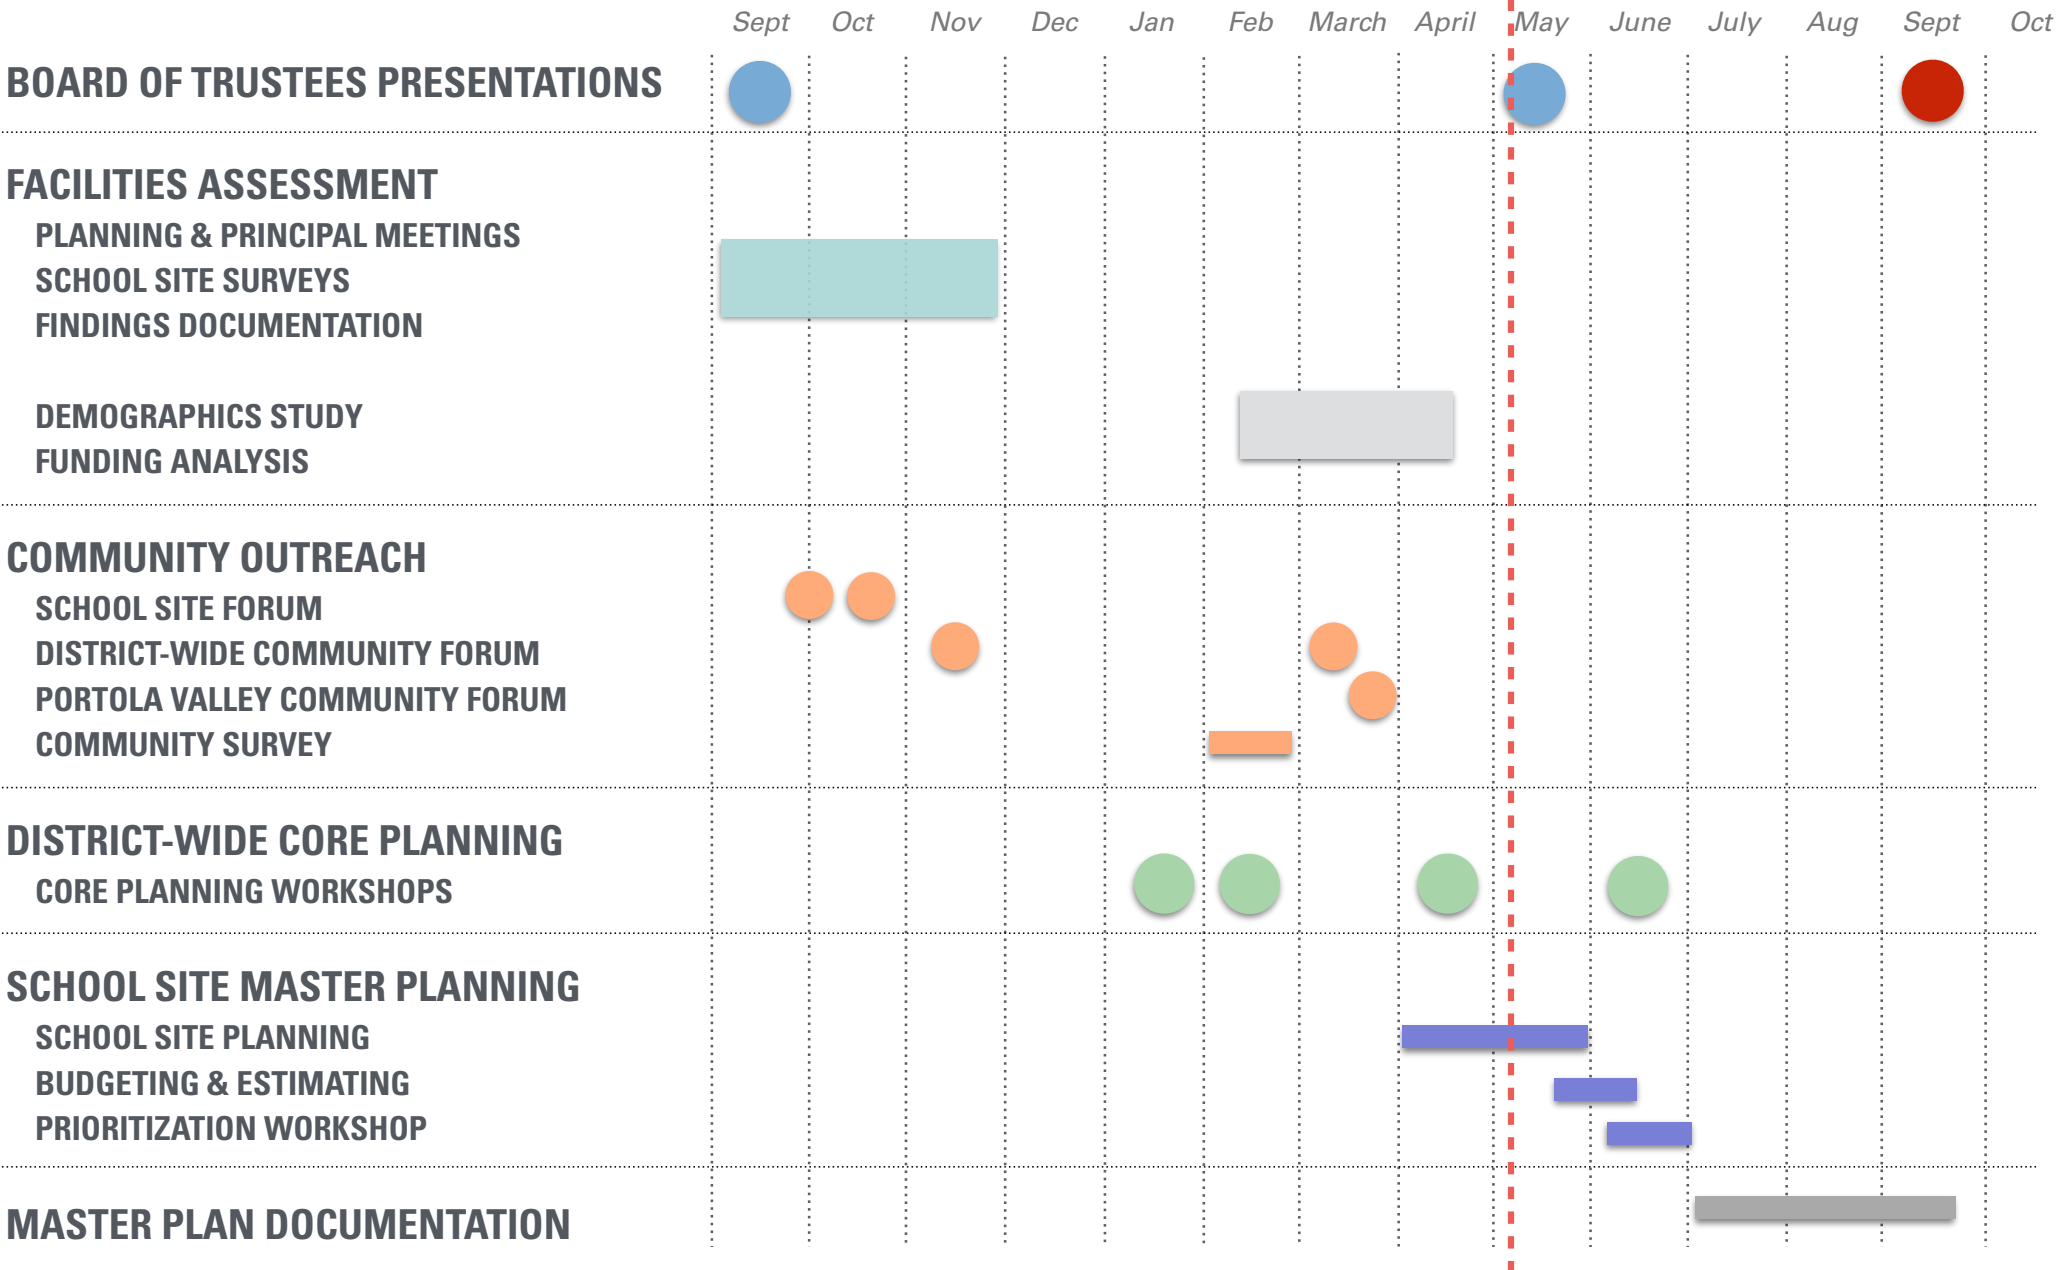 Sept Oct Nov Dec Jan Feb March April May June July Aug Sept Oct
BOARD OF TRUSTEES PRESENTATIONS
FACILITIES ASSESSMENT
PLANNING & PRINCIPAL MEETINGS
SCHOOL SITE SURVEYS
FINDINGS DOCUMENTATION
DEMOGRAPHICS STUDY
FUNDING ANALYSIS
COMMUNITY OUTREACH
SCHOOL SITE FORUM
DISTRICT-WIDE COMMUNITY FORUM
PORTOLA VALLEY COMMUNITY FORUM
COMMUNITY SURVEY
DISTRICT-WIDE CORE PLANNING
CORE PLANNING WORKSHOPS
SCHOOL SITE MASTER PLANNING
SCHOOL SITE PLANNING
BUDGETING & ESTIMATING
PRIORITIZATION WORKSHOP
MASTER PLAN DOCUMENTATION